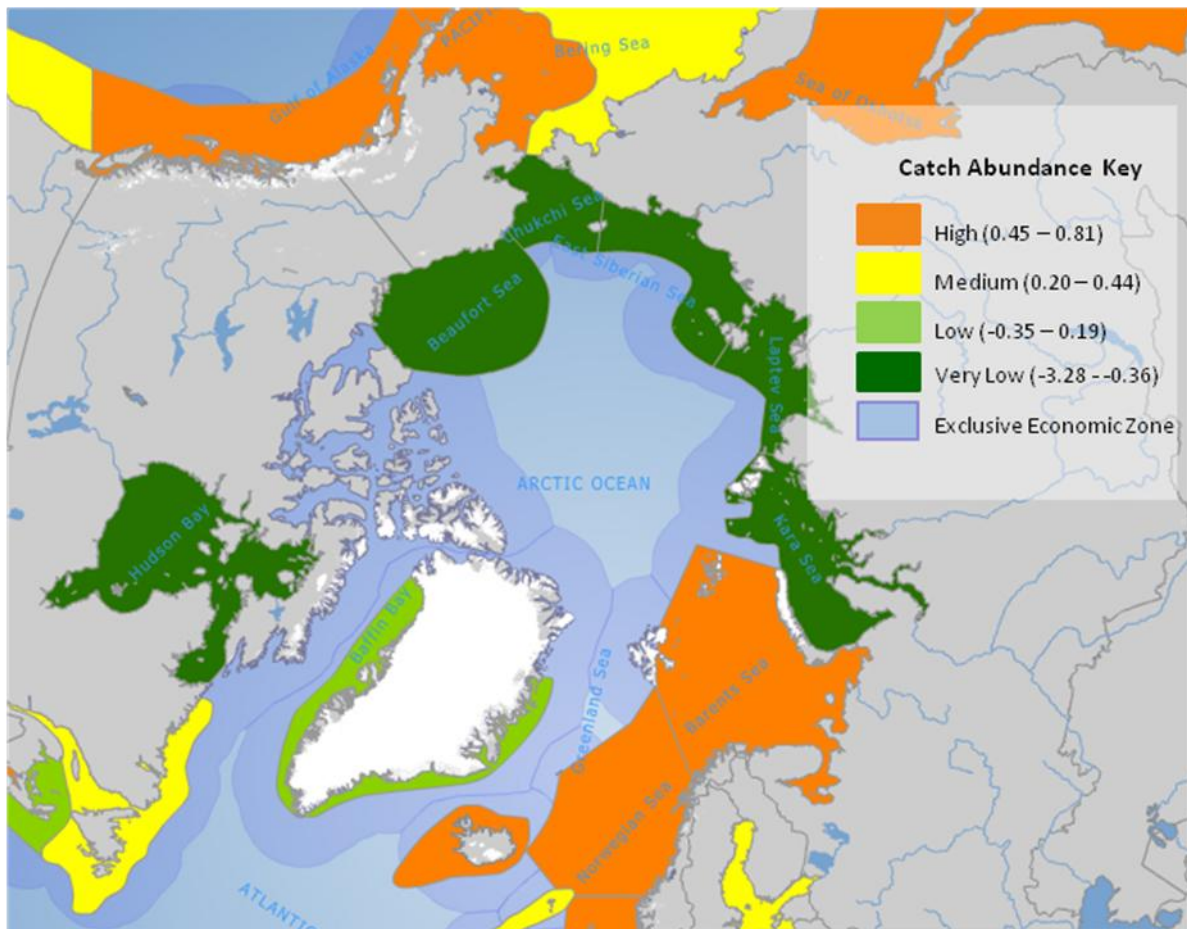 PACIFI
Bering Sea
Gulf of Alaska
Sea of Okhotsk
Catch Abundance Key
High (0.45 – 0.81)
Medium (0.20 – 0.44)
Low (-0.35 – 0.19)
Very Low (-3.28 - -0.36)
Exclusive Economic Zone
Chukchi Sea
East Siberian Sea
Beaufort Sea
Laptev Sea
ARCTIC OCEAN
Kara Sea
Hudson Bay
Baffin Bay
Greenland Sea
Barants Sea
Norwegian Sea
ATLANTIC